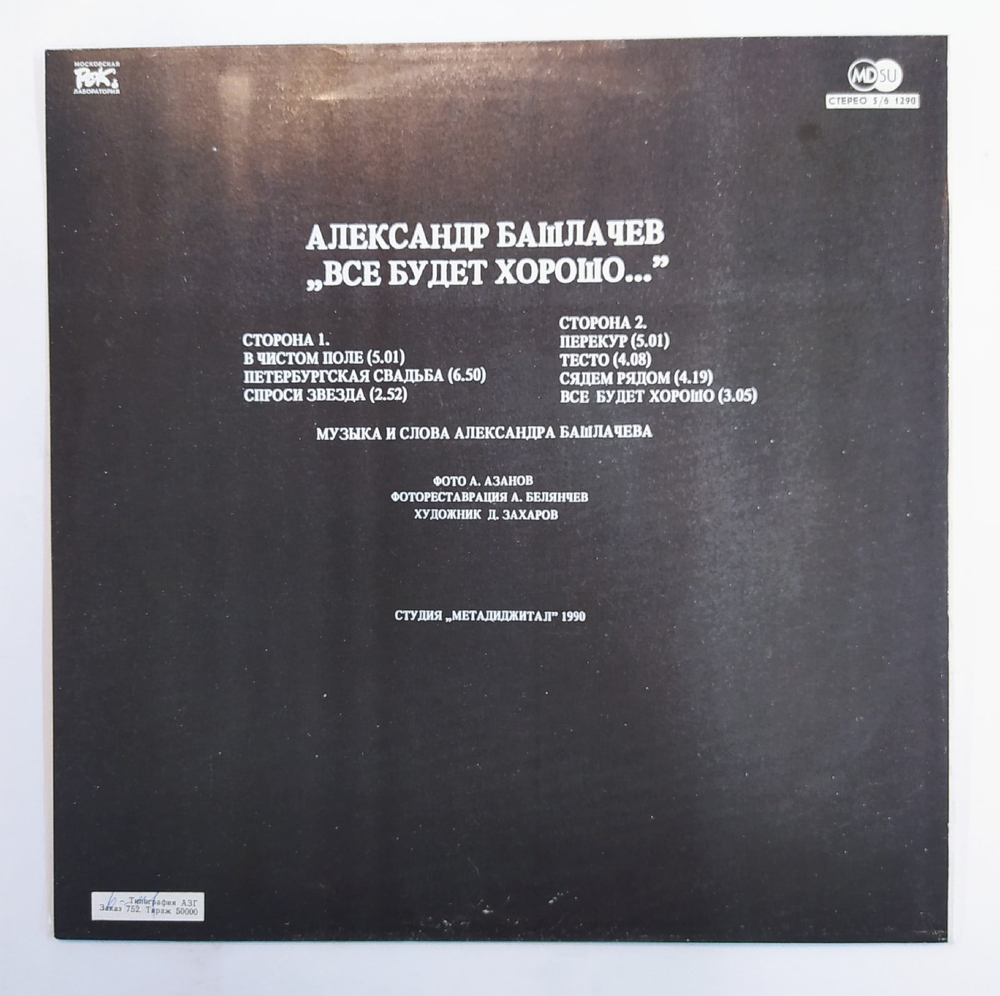 МОСКОВСКАЯ
РОК
ЛАБОРАТОРИЯ
MD SU
СТЕРЕО 5/6 1290
АЛЕКСАНДР БАШЛАЧЕВ
„ВСЕ БУДЕТ ХОРОШО...”
СТОРОНА 1.
В ЧИСТОМ ПОЛЕ (5.01)
ПЕТЕРБУРГСКАЯ СВАДЬБА (6.50)
СПРОСИ ЗВЕЗДА (2.52)
СТОРОНА 2.
ПЕРЕКУР (5.01)
ТЕСТО (4.08)
СЯДЕМ РЯДОМ (4.19)
ВСЕ БУДЕТ ХОРОШО (3.05)
МУЗЫКА И СЛОВА АЛЕКСАНДРА БАШЛАЧЕВА
ФОТО А. АЗАНОВ
ФОТОРЕСТАВРАЦИЯ А. БЕЛЯНЧЕВ
ХУДОЖНИК Д. ЗАХАРОВ
СТУДИЯ „МЕТАДИДЖИТАЛ” 1990
Типография АЗГ
Заказ 752. Тираж 50000